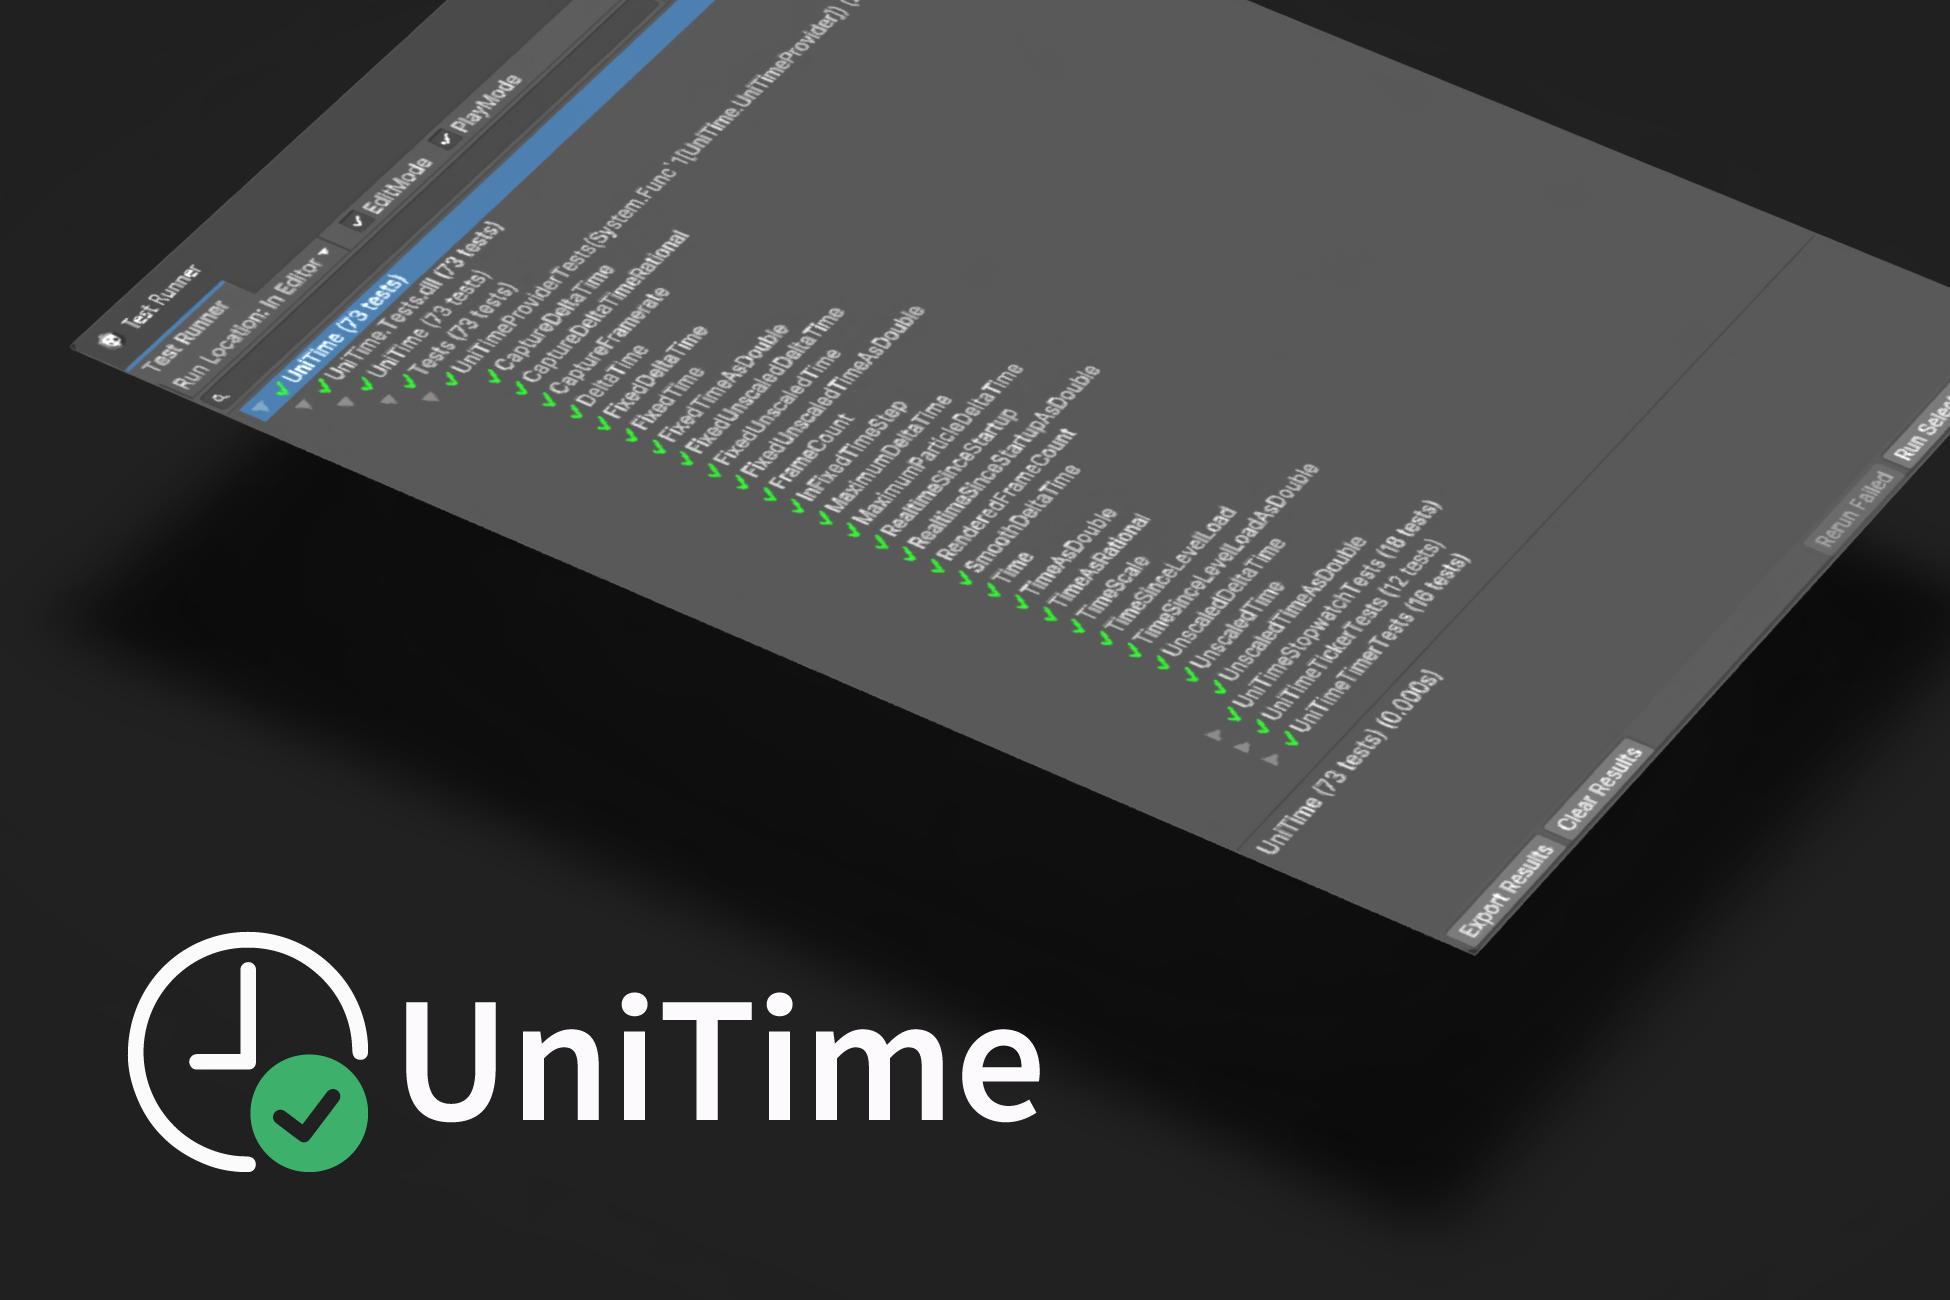 Test Runner
Test Runner
Run Location: In Editor
EditMode
PlayMode
UniTime (73 tests)
UniTime.Tests.dll (73 tests)
UniTime (73 tests)
Tests (73 tests)
UniTimeProviderTests(System.Func`1[UniTime.UniTimeProvider])
CaptureDeltaTime
CaptureDeltaTimeRational
CaptureFramerate
DeltaTime
FixedDeltaTime
FixedTime
FixedTimeAsDouble
FixedUnscaledDeltaTime
FixedUnscaledTime
FixedUnscaledTimeAsDouble
FrameCount
InFixedTimeStep
MaximumDeltaTime
MaximumParticleDeltaTime
RealtimeSinceStartup
RealtimeSinceStartupAsDouble
RenderedFrameCount
SmoothDeltaTime
Time
TimeAsDouble
TimeAsRational
TimeScale
TimeSinceLevelLoad
TimeSinceLevelLoadAsDouble
UnscaledDeltaTime
UnscaledTime
UnscaledTimeAsDouble
UniTimeStopwatchTests (18 tests)
UniTimeTickerTests (12 tests)
UniTimeTimerTests (16 tests)
UniTime (73 tests) (0.000s)
Export Results
Clear Results
Rerun Failed
Run Selec
UniTime